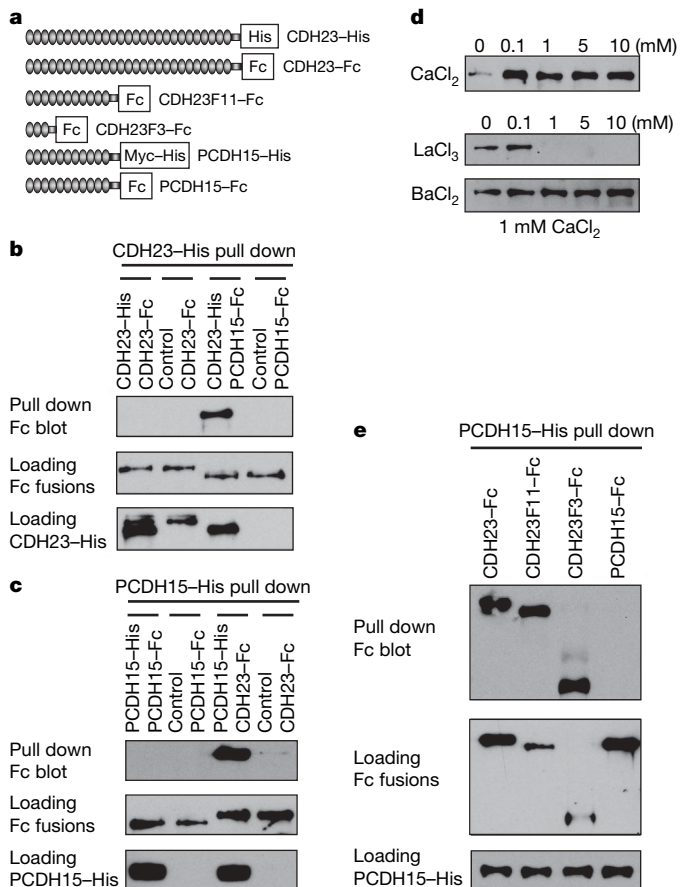 a
His CDH23–His
Fc CDH23–Fc
Fc CDH23F11–Fc
Fc CDH23F3–Fc
Myc–His PCDH15–His
Fc PCDH15–Fc
b
CDH23–His pull down
CDH23–His
CDH23–Fc
Control
CDH23–Fc
CDH23–His
PCDH15–Fc
Control
PCDH15–Fc
Pull down
Fc blot
Loading
Fc fusions
Loading
CDH23–His
c
PCDH15–His pull down
PCDH15–His
PCDH15–Fc
Control
PCDH15–Fc
PCDH15–His
CDH23–Fc
Control
CDH23–Fc
Pull down
Fc blot
Loading
Fc fusions
Loading
PCDH15–His
d
0 0.1 1 5 10 (mM)
CaCl2
0 0.1 1 5 10 (mM)
LaCl3
BaCl2
1 mM CaCl2
e
PCDH15–His pull down
CDH23–Fc
CDH23F11–Fc
CDH23F3–Fc
PCDH15–Fc
Pull down
Fc blot
Loading
Fc fusions
Loading
PCDH15–His